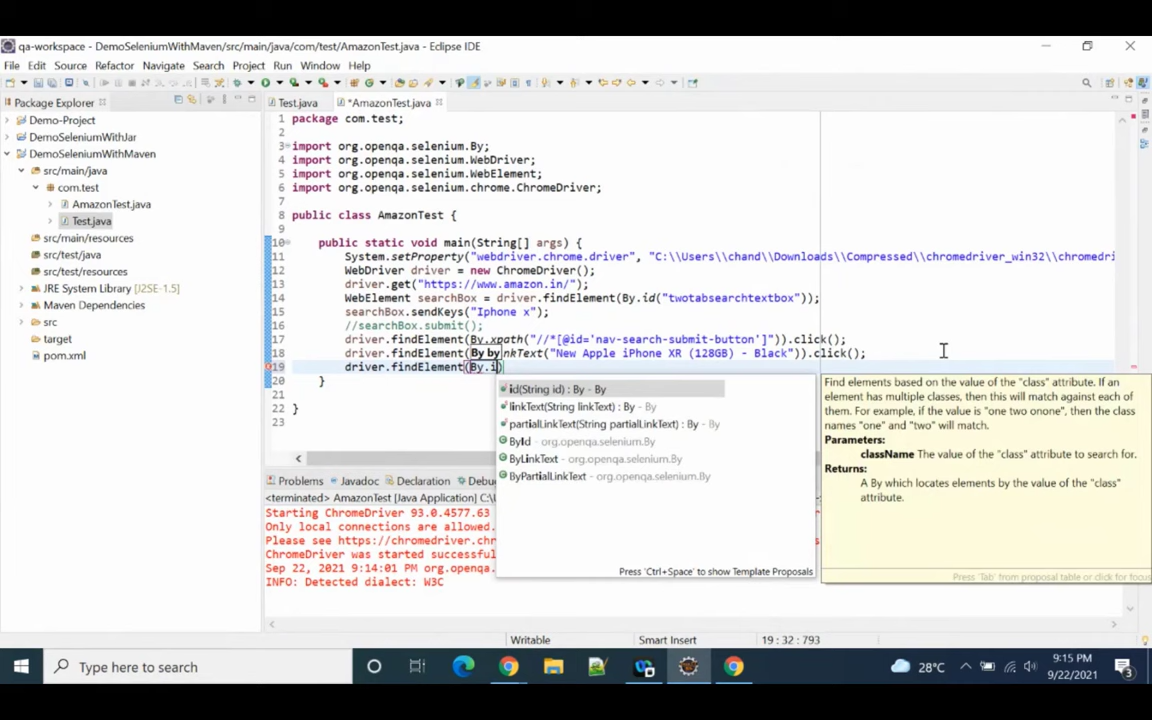 qa-workspace - DemoSeleniumWithMaven/src/main/java/com/test/AmazonTest.java - Eclipse IDE
File Edit Source Refactor Navigate Search Project Run Window Help
Package Explorer
Test.java
*AmazonTest.java
Demo-Project
DemoSeleniumWithJar
DemoSeleniumWithMaven
src/main/java
com.test
AmazonTest.java
Test.java
src/main/resources
src/test/java
src/test/resources
JRE System Library [J2SE-1.5]
Maven Dependencies
src
target
pom.xml
1 package com.test;
2
3 import org.openqa.selenium.By;
4 import org.openqa.selenium.WebDriver;
5 import org.openqa.selenium.WebElement;
6 import org.openqa.selenium.chrome.ChromeDriver;
7
8 public class AmazonTest {
9
10 public static void main(String[] args) {
11 System.setProperty("webdriver.chrome.driver", "C:\\Users\\chand\\Downloads\\Compressed\\chromedriver_win32\\chromedri
12 WebDriver driver = new ChromeDriver();
13 driver.get("https://www.amazon.in/");
14 WebElement searchBox = driver.findElement(By.id("twotabsearchtextbox"));
15 searchBox.sendKeys("Iphone x");
16 //searchBox.submit();
17 driver.findElement(By.xpath("//*[@id='nav-search-submit-button']")).click();
18 driver.findElement(By by nkText("New Apple iPhone XR (128GB) - Black")).click();
19 driver.findElement(By.i)
20 }
21
22 }
23
id(String id) : By - By
linkText(String linkText) : By - By
partialLinkText(String partialLinkText) : By - By
ById - org.openqa.selenium.By
ByLinkText - org.openqa.selenium.By
ByPartialLinkText - org.openqa.selenium.By
Press 'Ctrl+Space' to show Template Proposals
Find elements based on the value of the "class" attribute. If an
element has multiple classes, then this will match against each of
them. For example, if the value is "one two onone", then the class
names "one" and "two" will match.
Parameters:
className The value of the "class" attribute to search for.
Returns:
A By which locates elements by the value of the "class"
attribute.
Press 'Tab' from proposal table or click for focus
Problems Javadoc Declaration Debu
<terminated> AmazonTest [Java Application] C:\
Starting ChromeDriver 93.0.4577.63
Only local connections are allowed.
Please see https://chromedriver.chr
ChromeDriver was started successful
Sep 22, 2021 9:14:01 PM org.openqa.
INFO: Detected dialect: W3C
Writable
Smart Insert
19 : 32 : 793
Type here to search
28°C
9:15 PM
9/22/2021
3